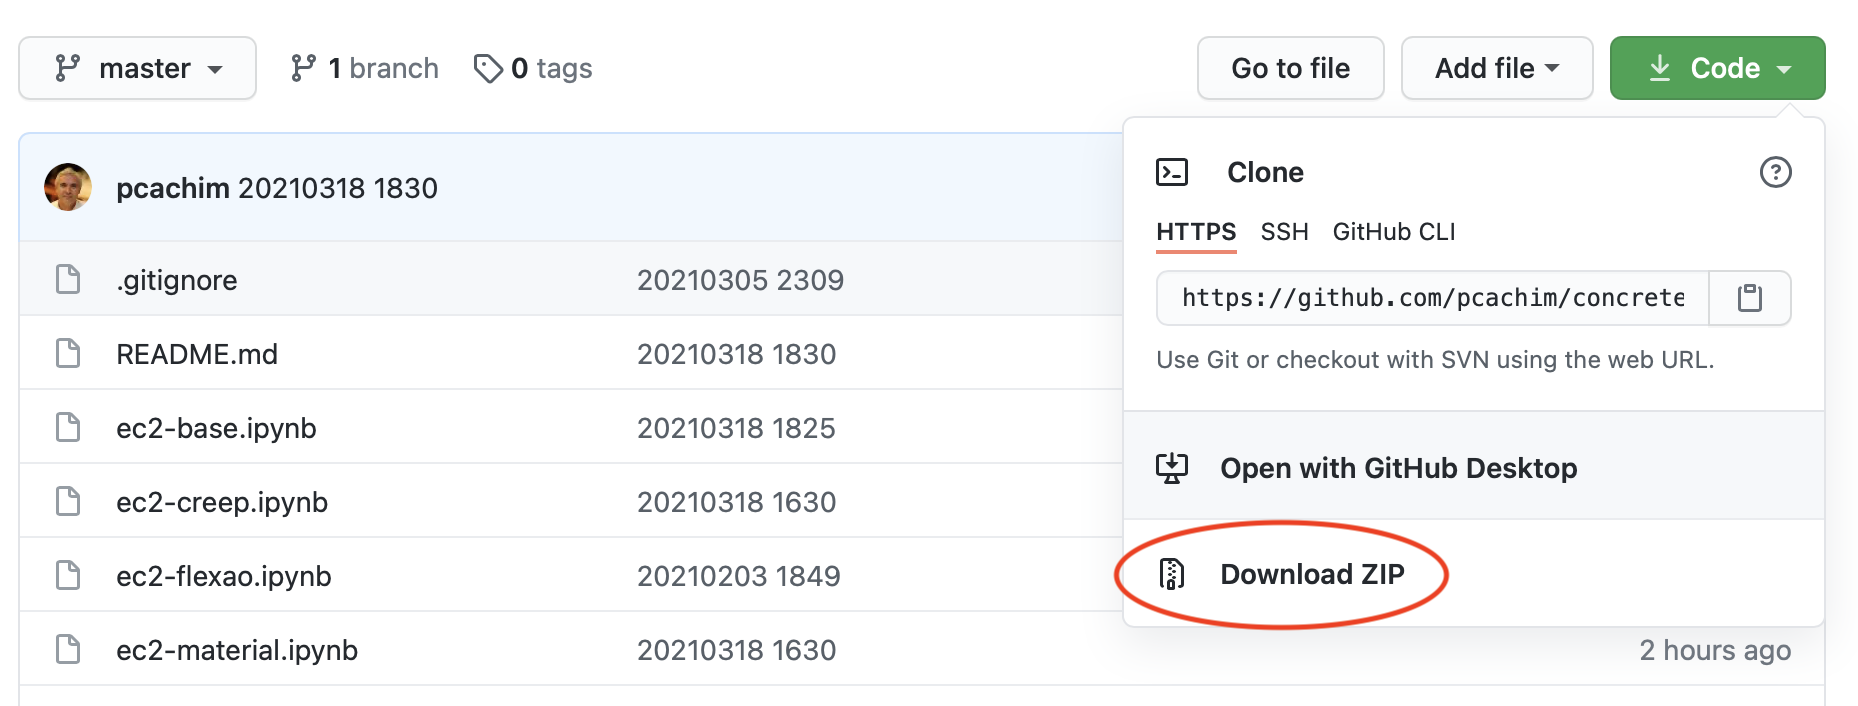 master 1 branch 0 tags Go to file Add file Code
pcachim 20210318 1830
.gitignore 20210305 2309
README.md 20210318 1830
ec2-base.ipynb 20210318 1825
ec2-creep.ipynb 20210318 1630
ec2-flexao.ipynb 20210203 1849
ec2-material.ipynb 20210318 1630 2 hours ago
Clone
HTTPS SSH GitHub CLI
https://github.com/pcachim/concrete
Use Git or checkout with SVN using the web URL.
Open with GitHub Desktop
Download ZIP